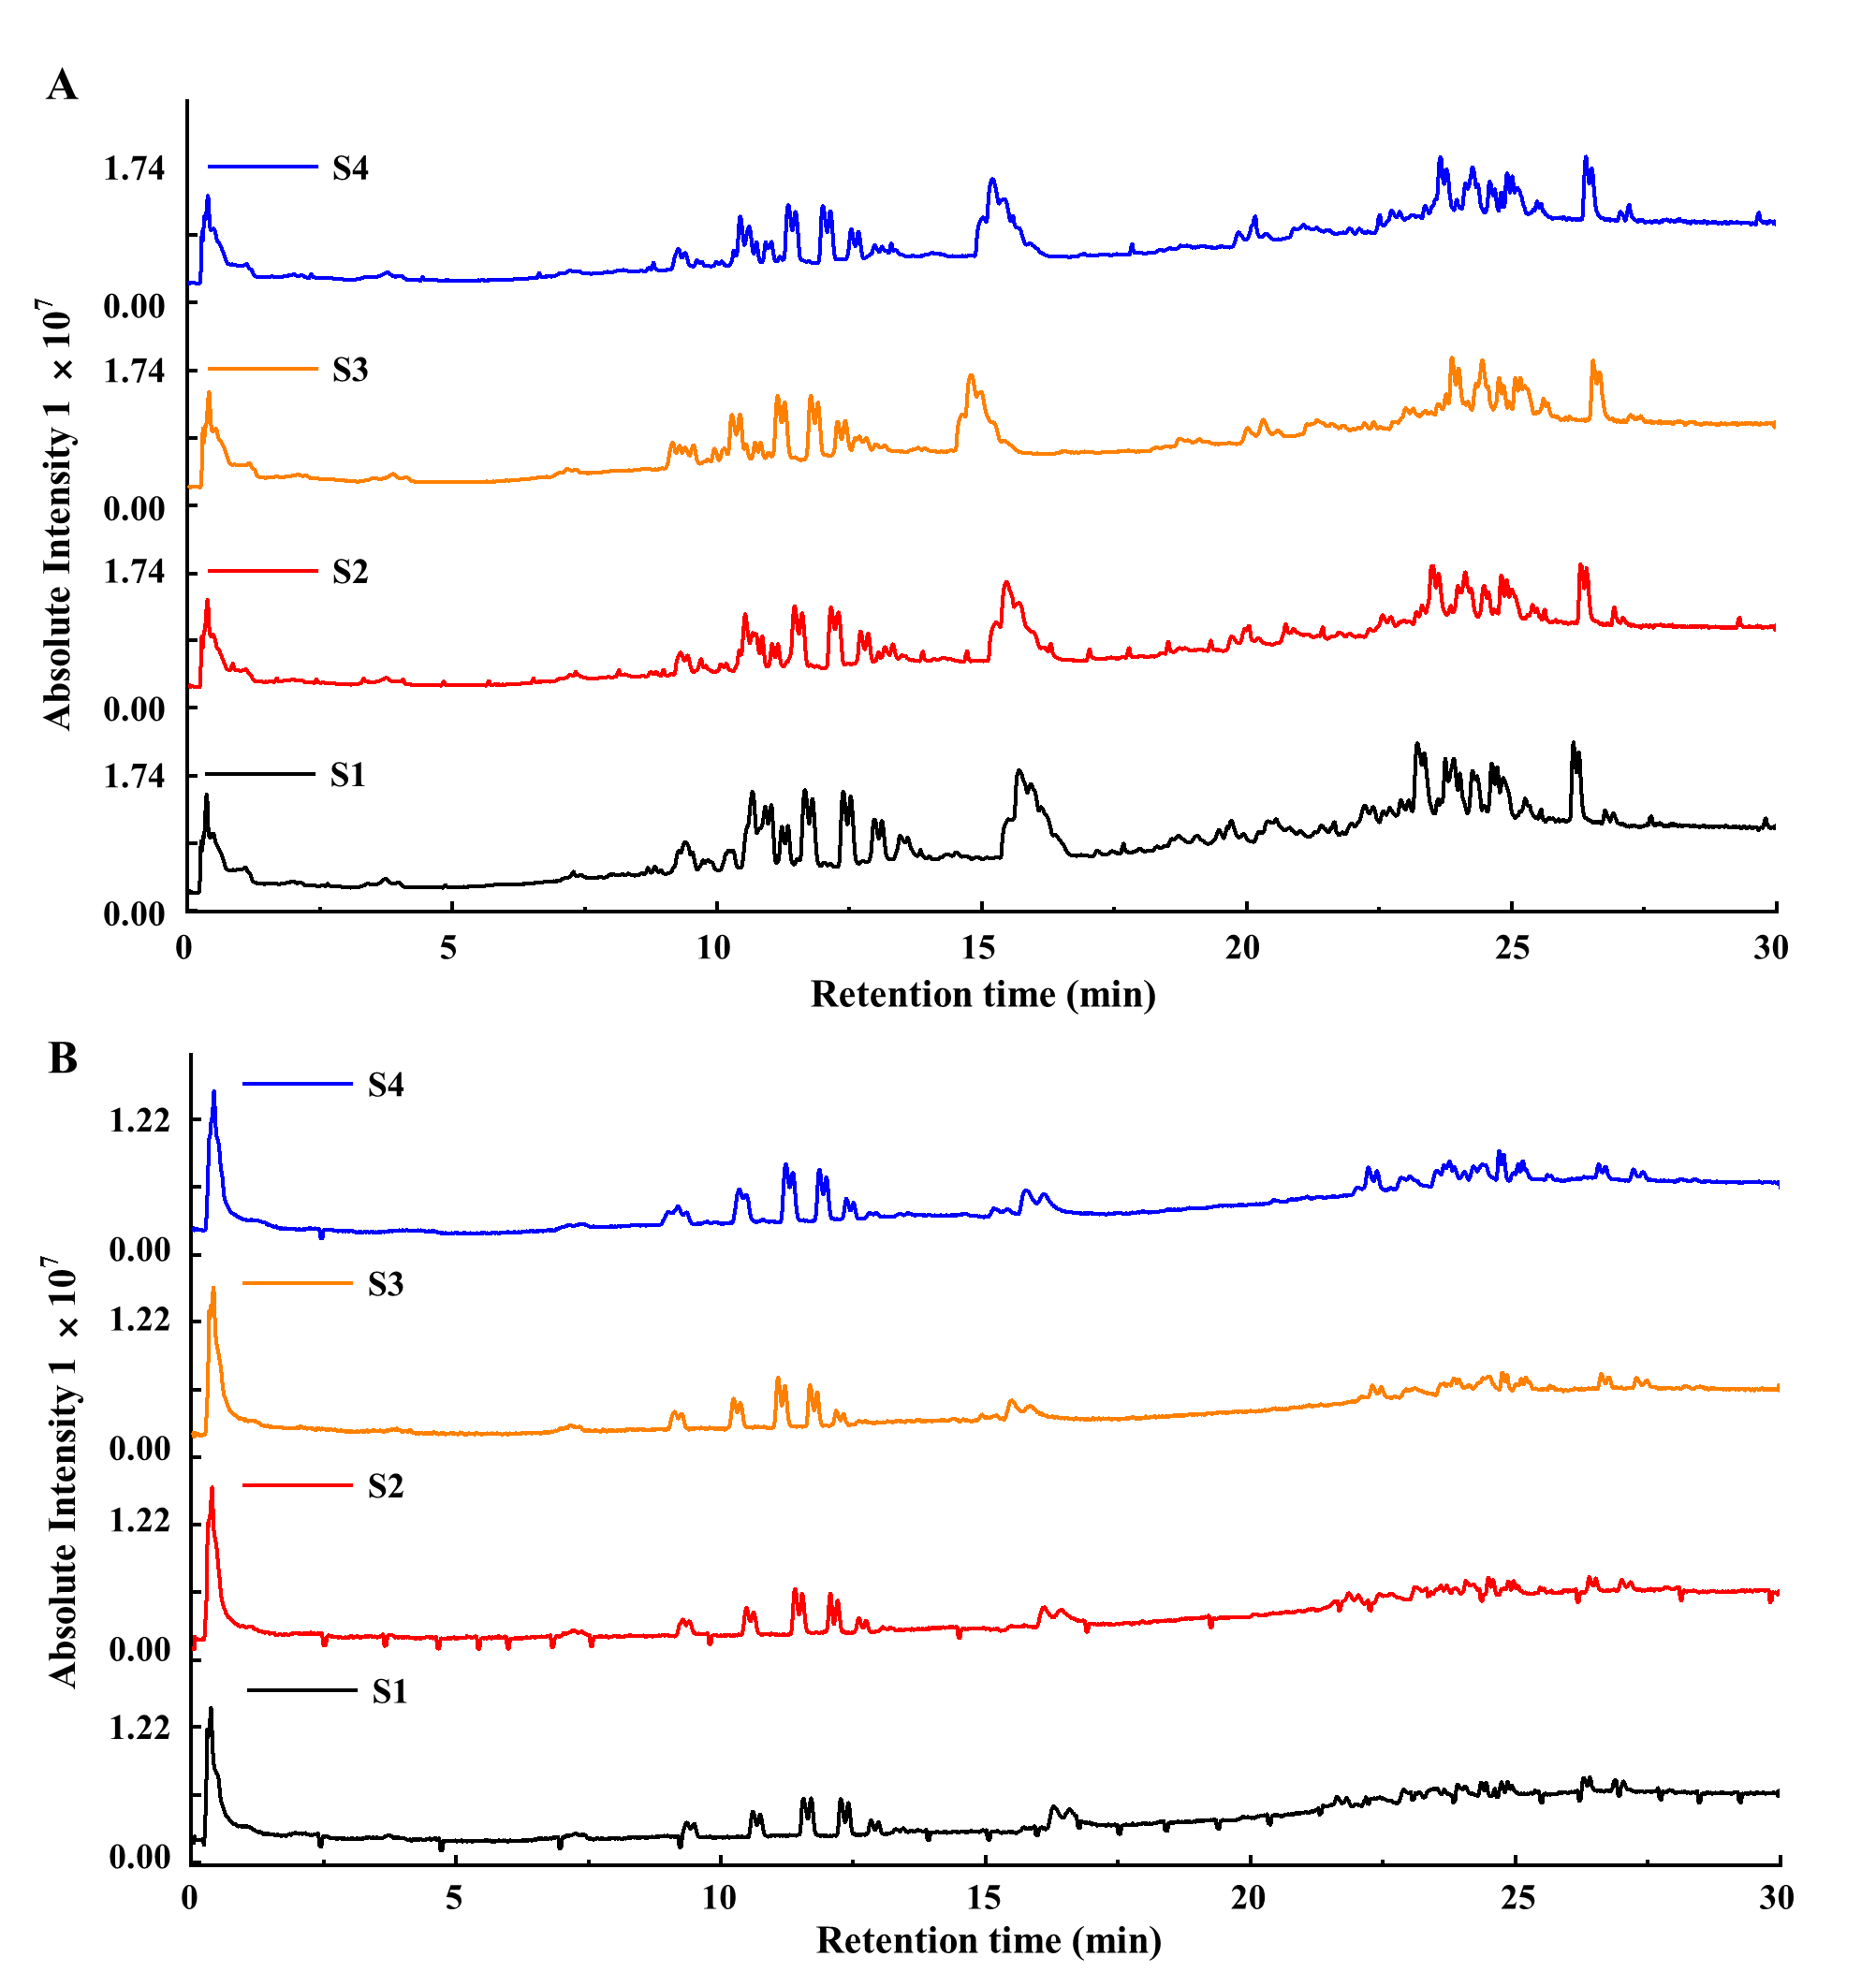 A
Absolute Intensity 1 × 10⁷
1.74
S4
0.00
1.74
S3
0.00
1.74
S2
0.00
1.74
S1
0.00
0 5 10 15 20 25 30
Retention time (min)
B
Absolute Intensity 1 × 10⁷
S4
1.22
0.00
S3
1.22
0.00
S2
1.22
0.00
S1
1.22
0.00
0 5 10 15 20 25 30
Retention time (min)